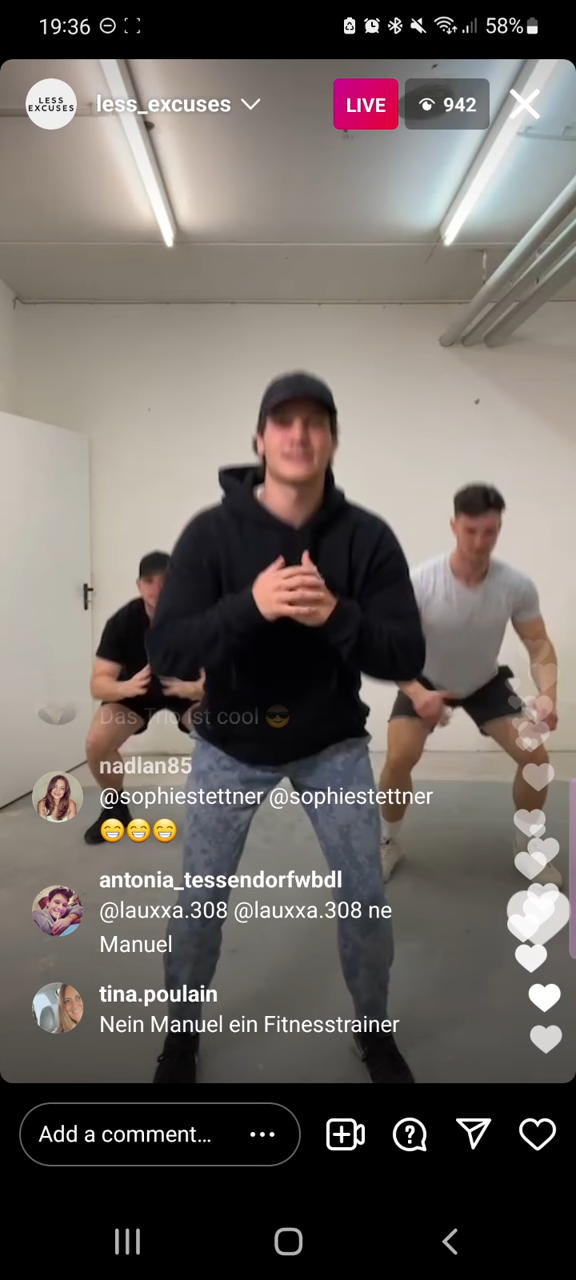 19:36
58%
LESS
EXCUSES
less_excuses
LIVE
942
Das Trio ist cool 😎
nadlan85
@sophiestettner @sophiestettner
😁😁😁
antonia_tessendorfwbdl
@lauxxa.308 @lauxxa.308 ne
Manuel
tina.poulain
Nein Manuel ein Fitnesstrainer
Add a comment...